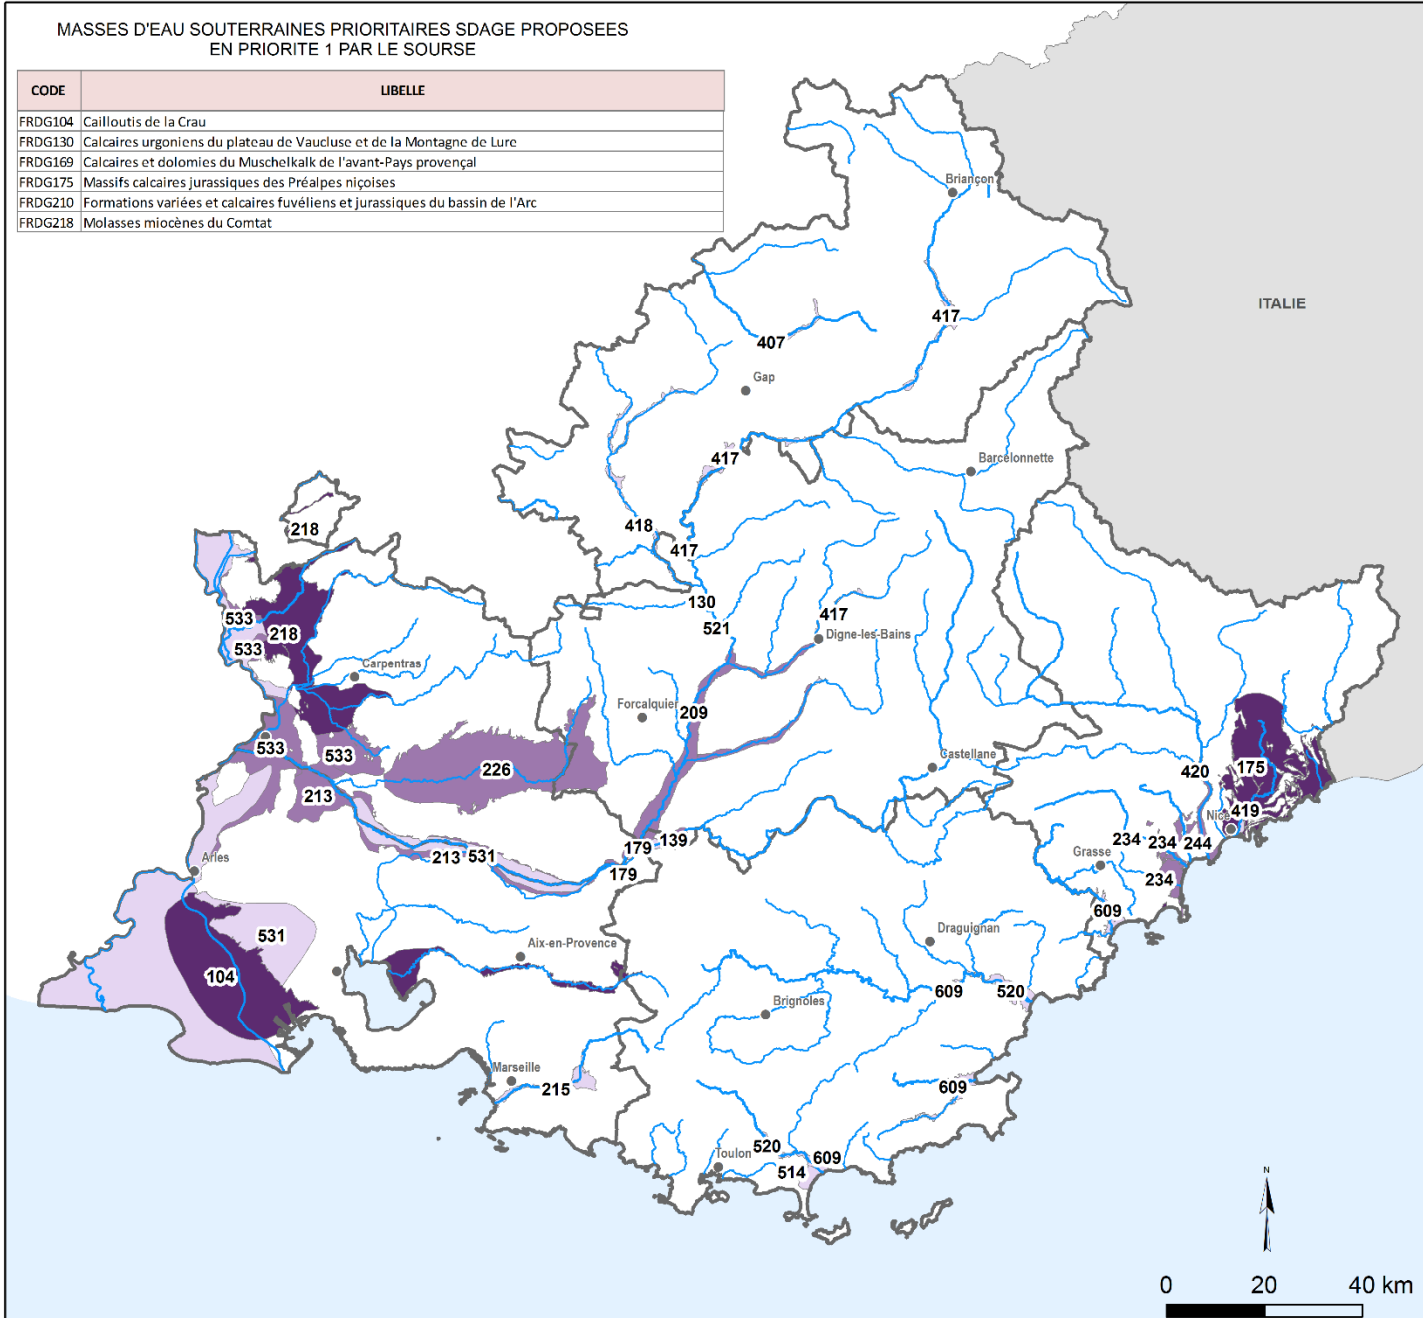 MASSES D'EAU SOUTERRAINES PRIORITAIRES SDAGE PROPOSEES
EN PRIORITE 1 PAR LE SOURSE
CODE LIBELLE
FRDG104 Cailloutis de la Crau
FRDG130 Calcaires urgoniens du plateau de Vaucluse et de la Montagne de Lure
FRDG169 Calcaires et dolomies du Muschelkalk de l'avant-Pays provençal
FRDG175 Massifs calcaires jurassiques des Préalpes niçoises
FRDG210 Formations variées et calcaires fuvéliens et jurassiques du bassin de l'Arc
FRDG218 Molasses miocènes du Comtat
Briançon
ITALIE
417
407
Gap
417
Barcelonnette
418
218
417
130
417
533
521
218
Digne-les-Bains
533
Carpentras
Forcalquier
209
533
533
Castellane
226
175
420
213
419
Nice
139
234
234
244
179
213
531
Grasse
Arles
179
234
609
531
Draguignan
Aix-en-Provence
104
609
520
Brignoles
Marseille
215
609
520
Toulon
609
514
N
0 20 40 km